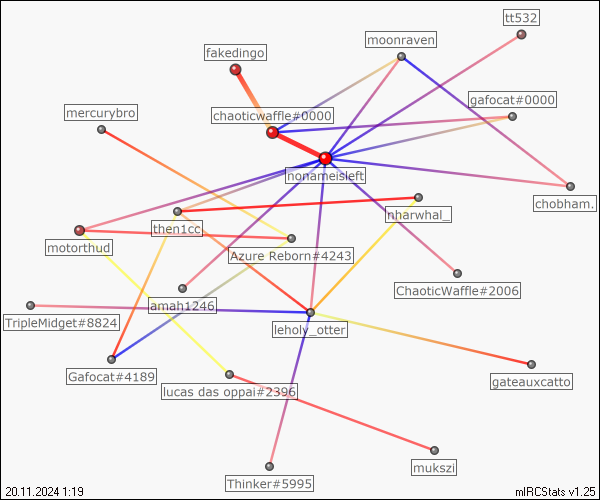 tt532
moonraven
fakedingo
gafocat#0000
mercurybro
chaoticwaffle#0000
nonameisleft
chobham.
nharwhal_
then1cc
motorthud
Azure Reborn#4243
ChaoticWaffle#2006
amah1246
TripleMidget#8824
leholy_otter
Gafocat#4189
gateauxcatto
lucas das oppai#2396
mukszi
Thinker#5995
20.11.2024 1:19
mIRCStats v1.25